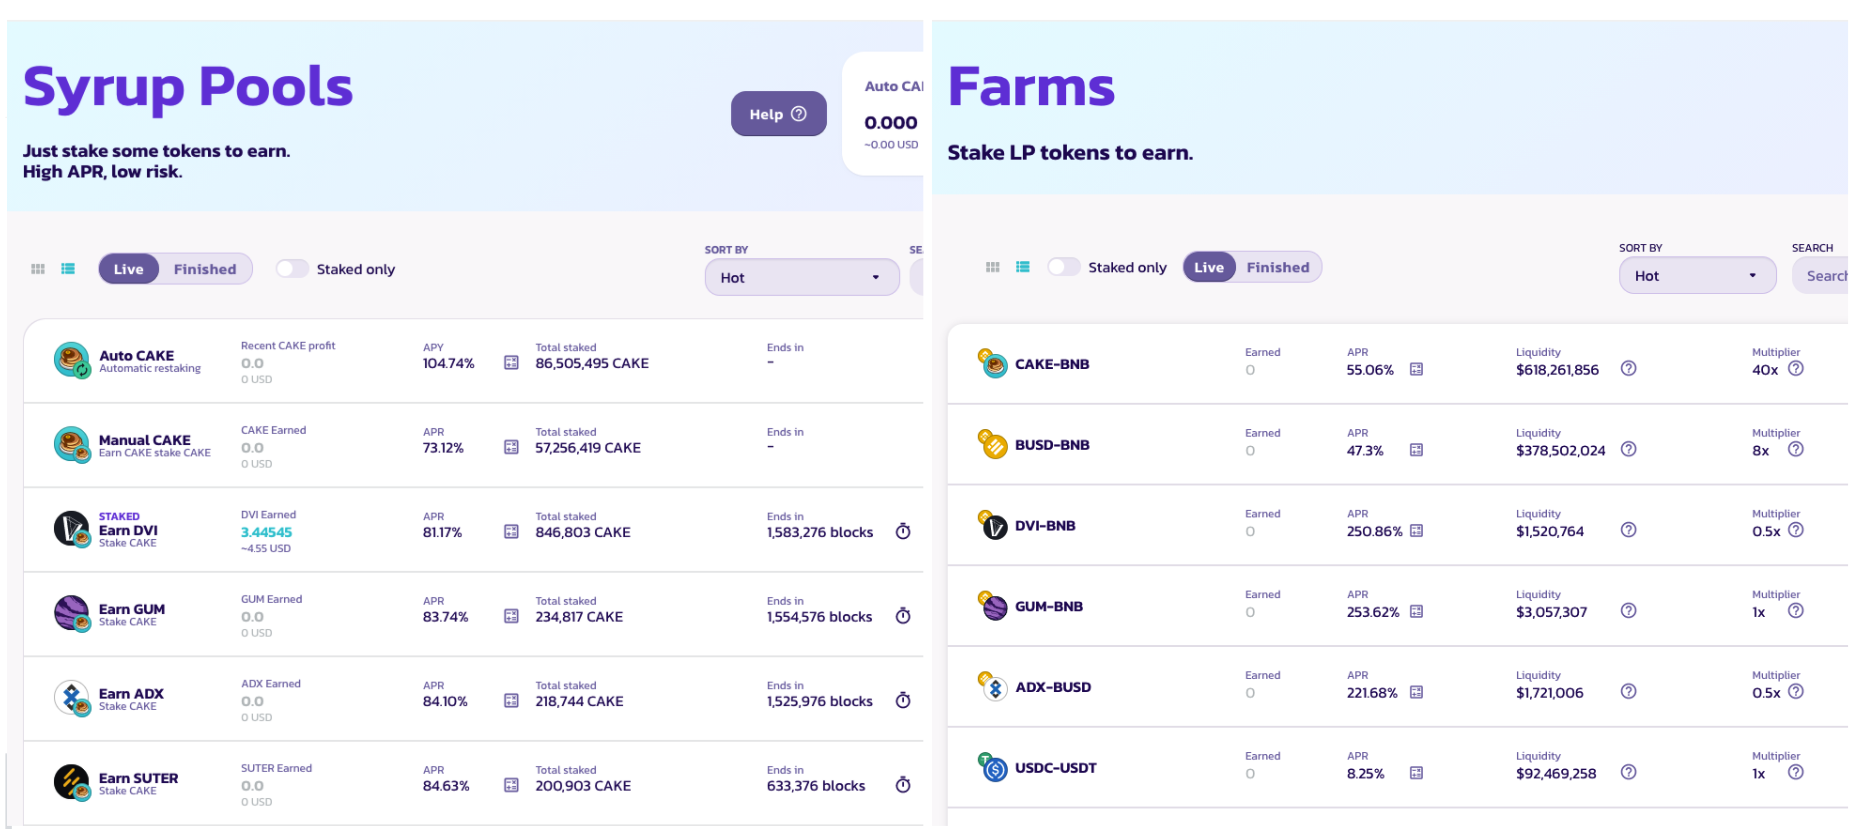 Syrup Pools
Just stake some tokens to earn.
High APR, low risk.
Help
Auto CA
0.000
~0.00 USD
Live
Finished
Staked only
SORT BY
Hot
SE
Auto CAKE
Automatic restaking
Recent CAKE profit
0.0
0 USD
APY
104.74%
Total staked
86,505,495 CAKE
Ends in
-
Manual CAKE
Earn CAKE stake CAKE
CAKE Earned
0.0
0 USD
APR
73.12%
Total staked
57,256,419 CAKE
Ends in
-
STAKED
Earn DVI
Stake CAKE
DVI Earned
3.44545
~4.55 USD
APR
81.17%
Total staked
846,803 CAKE
Ends in
1,583,276 blocks
Earn GUM
Stake CAKE
GUM Earned
0.0
0 USD
APR
83.74%
Total staked
234,817 CAKE
Ends in
1,554,576 blocks
Earn ADX
Stake CAKE
ADX Earned
0.0
0 USD
APR
84.10%
Total staked
218,744 CAKE
Ends in
1,525,976 blocks
Earn SUTER
Stake CAKE
SUTER Earned
0.0
0 USD
APR
84.63%
Total staked
200,903 CAKE
Ends in
633,376 blocks
Farms
Stake LP tokens to earn.
Staked only
Live
Finished
SORT BY
Hot
SEARCH
Search
CAKE-BNB
Earned
0
APR
55.06%
Liquidity
$618,261,856
Multiplier
40x
BUSD-BNB
Earned
0
APR
47.3%
Liquidity
$378,502,024
Multiplier
8x
DVI-BNB
Earned
0
APR
250.86%
Liquidity
$1,520,764
Multiplier
0.5x
GUM-BNB
Earned
0
APR
253.62%
Liquidity
$3,057,307
Multiplier
1x
ADX-BUSD
Earned
0
APR
221.68%
Liquidity
$1,721,006
Multiplier
0.5x
USDC-USDT
Earned
0
APR
8.25%
Liquidity
$92,469,258
Multiplier
1x